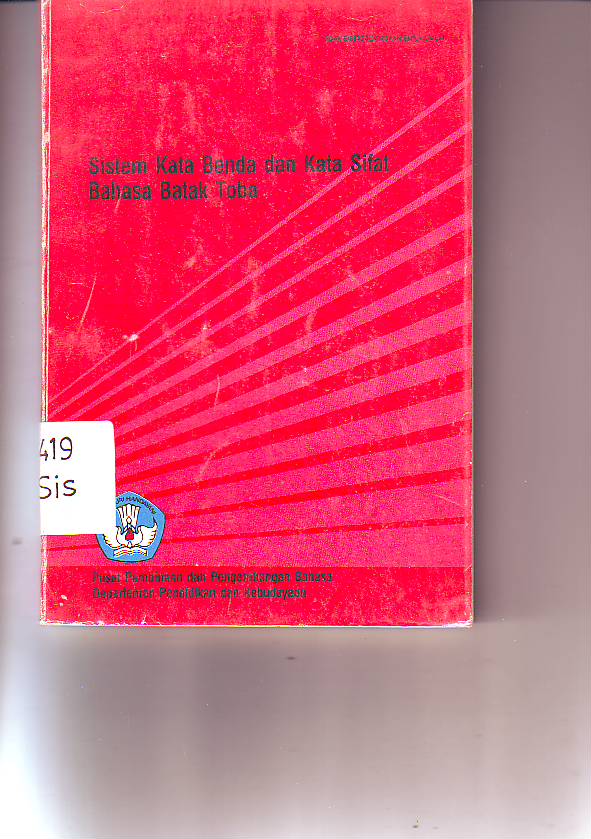 Sistem Kata Benda dan Kata Sifat
Bahasa Batak Toba
419
Sis
HANDAYANI
Pusat Pembinaan dan Pengembangan Bahasa
Departemen Pendidikan dan Kebudayaan